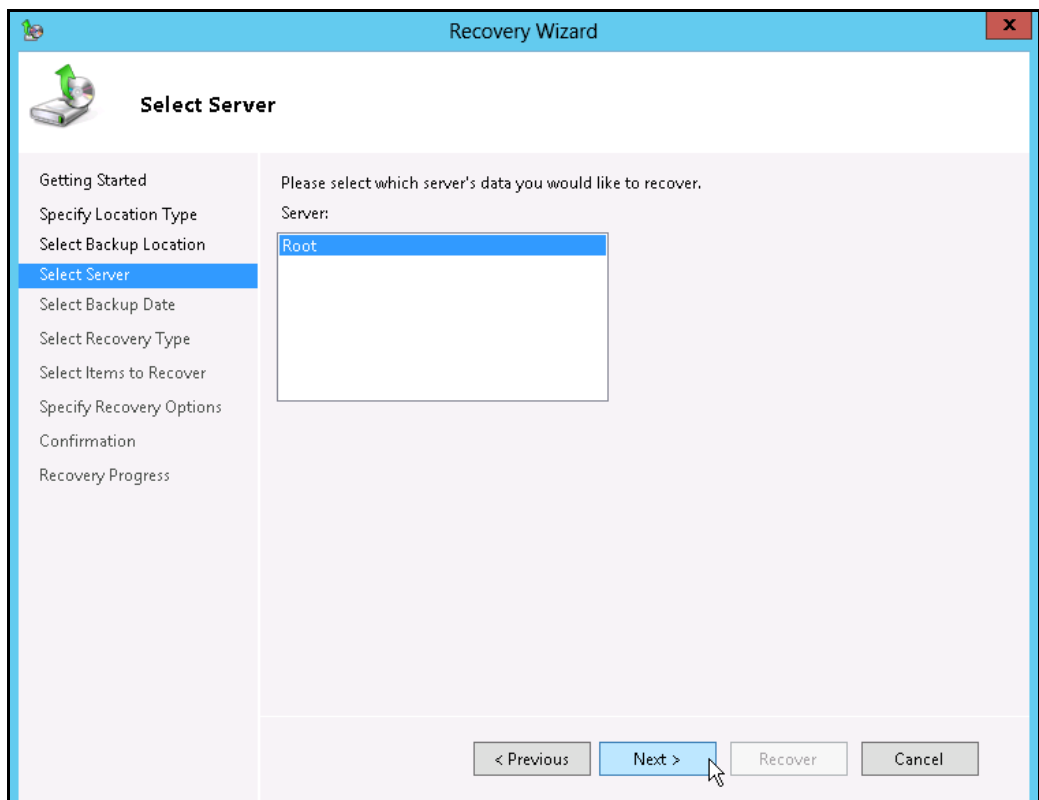 Recovery Wizard
x
Select Server
Getting Started
Specify Location Type
Select Backup Location
Select Server
Select Backup Date
Select Recovery Type
Select Items to Recover
Specify Recovery Options
Confirmation
Recovery Progress
Please select which server's data you would like to recover.
Server:
Root
< Previous
Next >
Recover
Cancel